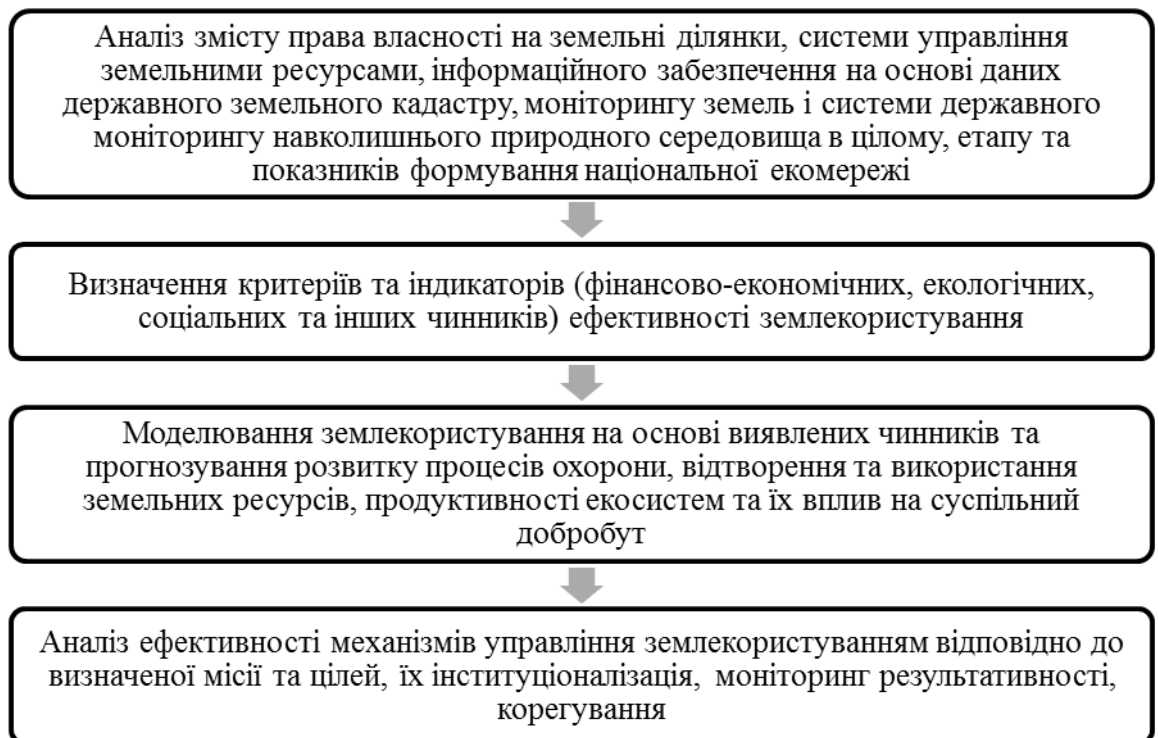 Аналіз змісту права власності на земельні ділянки, системи управління
земельними ресурсами, інформаційного забезпечення на основі даних
державного земельного кадастру, моніторингу земель і системи державного
моніторингу навколишнього природного середовища в цілому, етапу та
показників формування національної екомережі
Визначення критеріїв та індикаторів (фінансово-економічних, екологічних,
соціальних та інших чинників) ефективності землекористування
Моделювання землекористування на основі виявлених чинників та
прогнозування розвитку процесів охорони, відтворення та використання
земельних ресурсів, продуктивності екосистем та їх вплив на суспільний
добробут
Аналіз ефективності механізмів управління землекористуванням відповідно до
визначеної місії та цілей, їх інституціоналізація, моніторинг результативності,
корегування